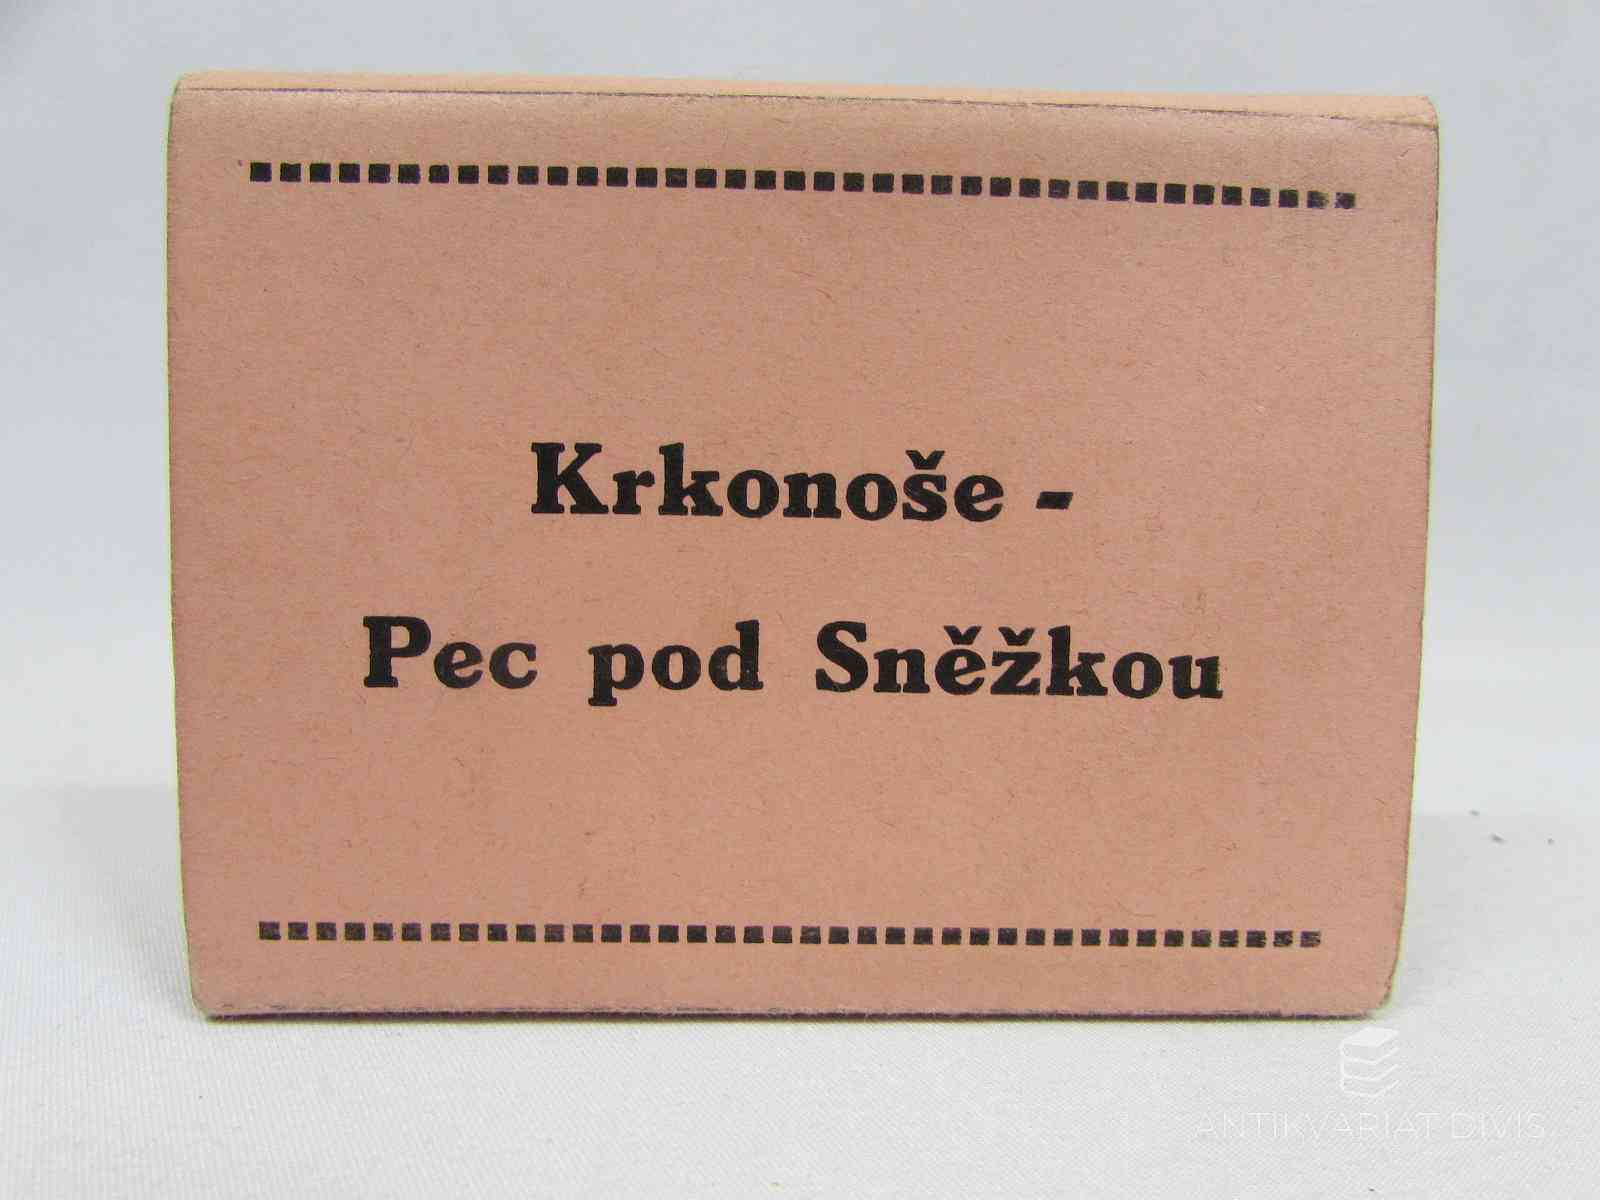 Krkonoše -
Pec pod Sněžkou
ANTIKVARIAT DIVIS